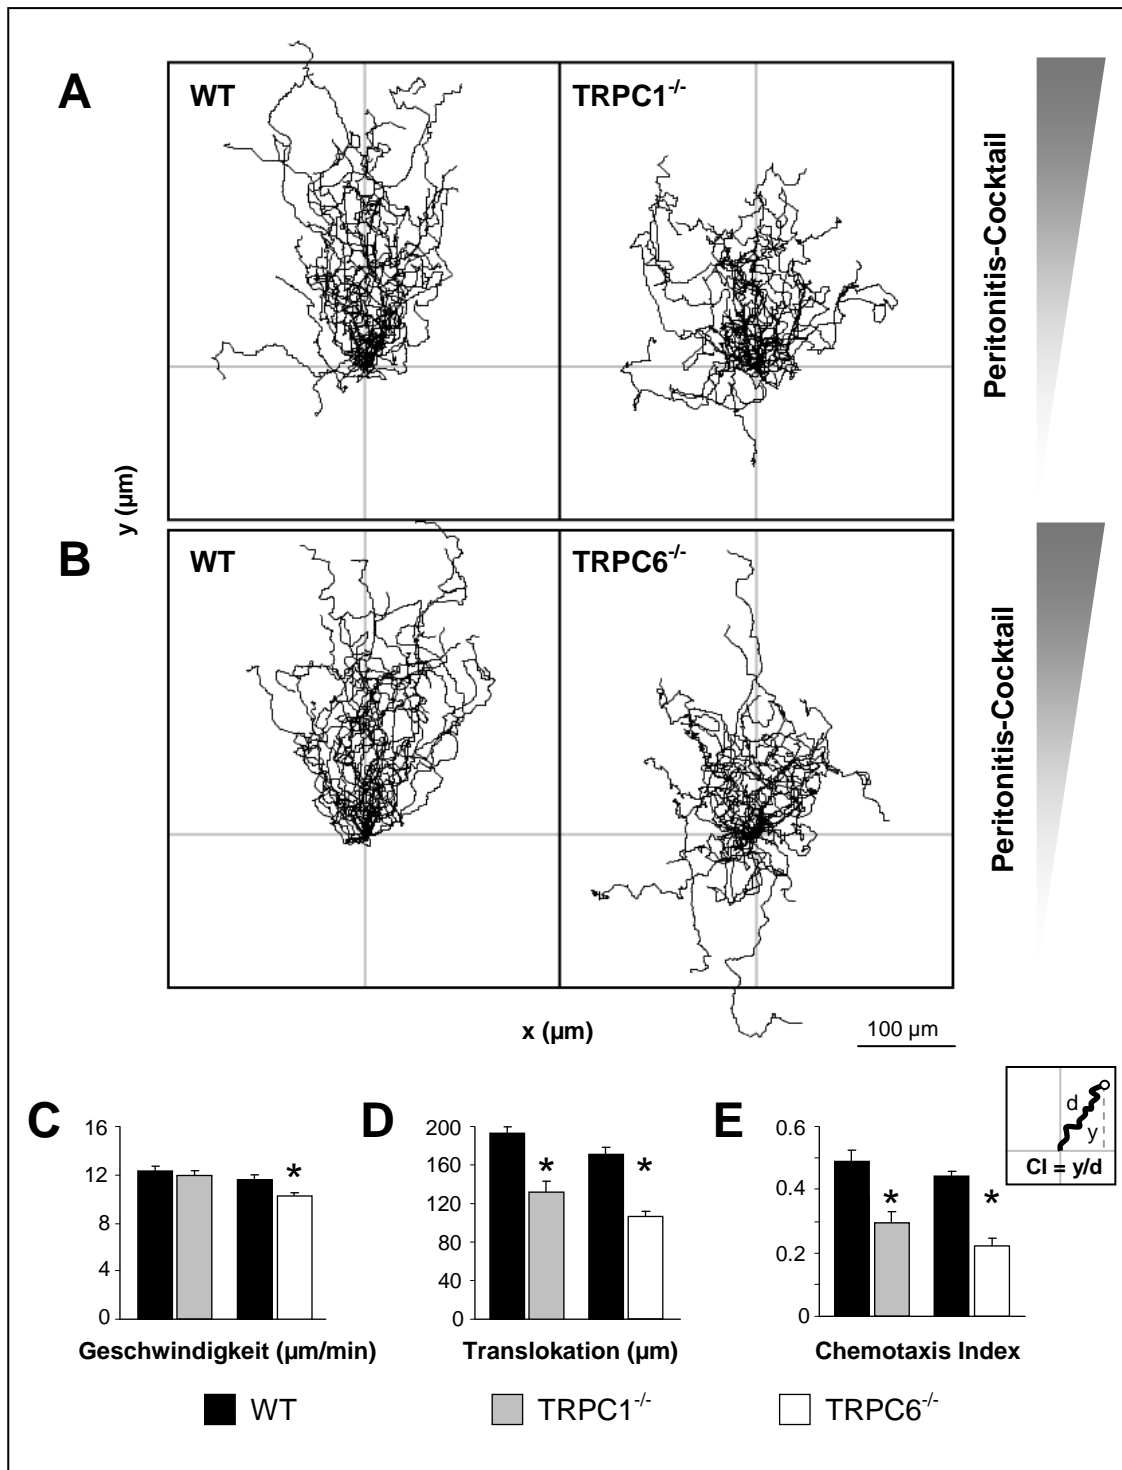 A
WT
TRPC1-/-
Peritonitis-Cocktail
y (µm)
B
WT
TRPC6-/-
Peritonitis-Cocktail
x (µm)
100 µm
C
16
12
8
4
0
*
Geschwindigkeit (µm/min)
D
200
160
120
80
40
0
*
*
Translokation (µm)
E
0.6
0.4
0.2
0
*
*
Chemotaxis Index
d
y
CI = y/d
WT
TRPC1-/-
TRPC6-/-